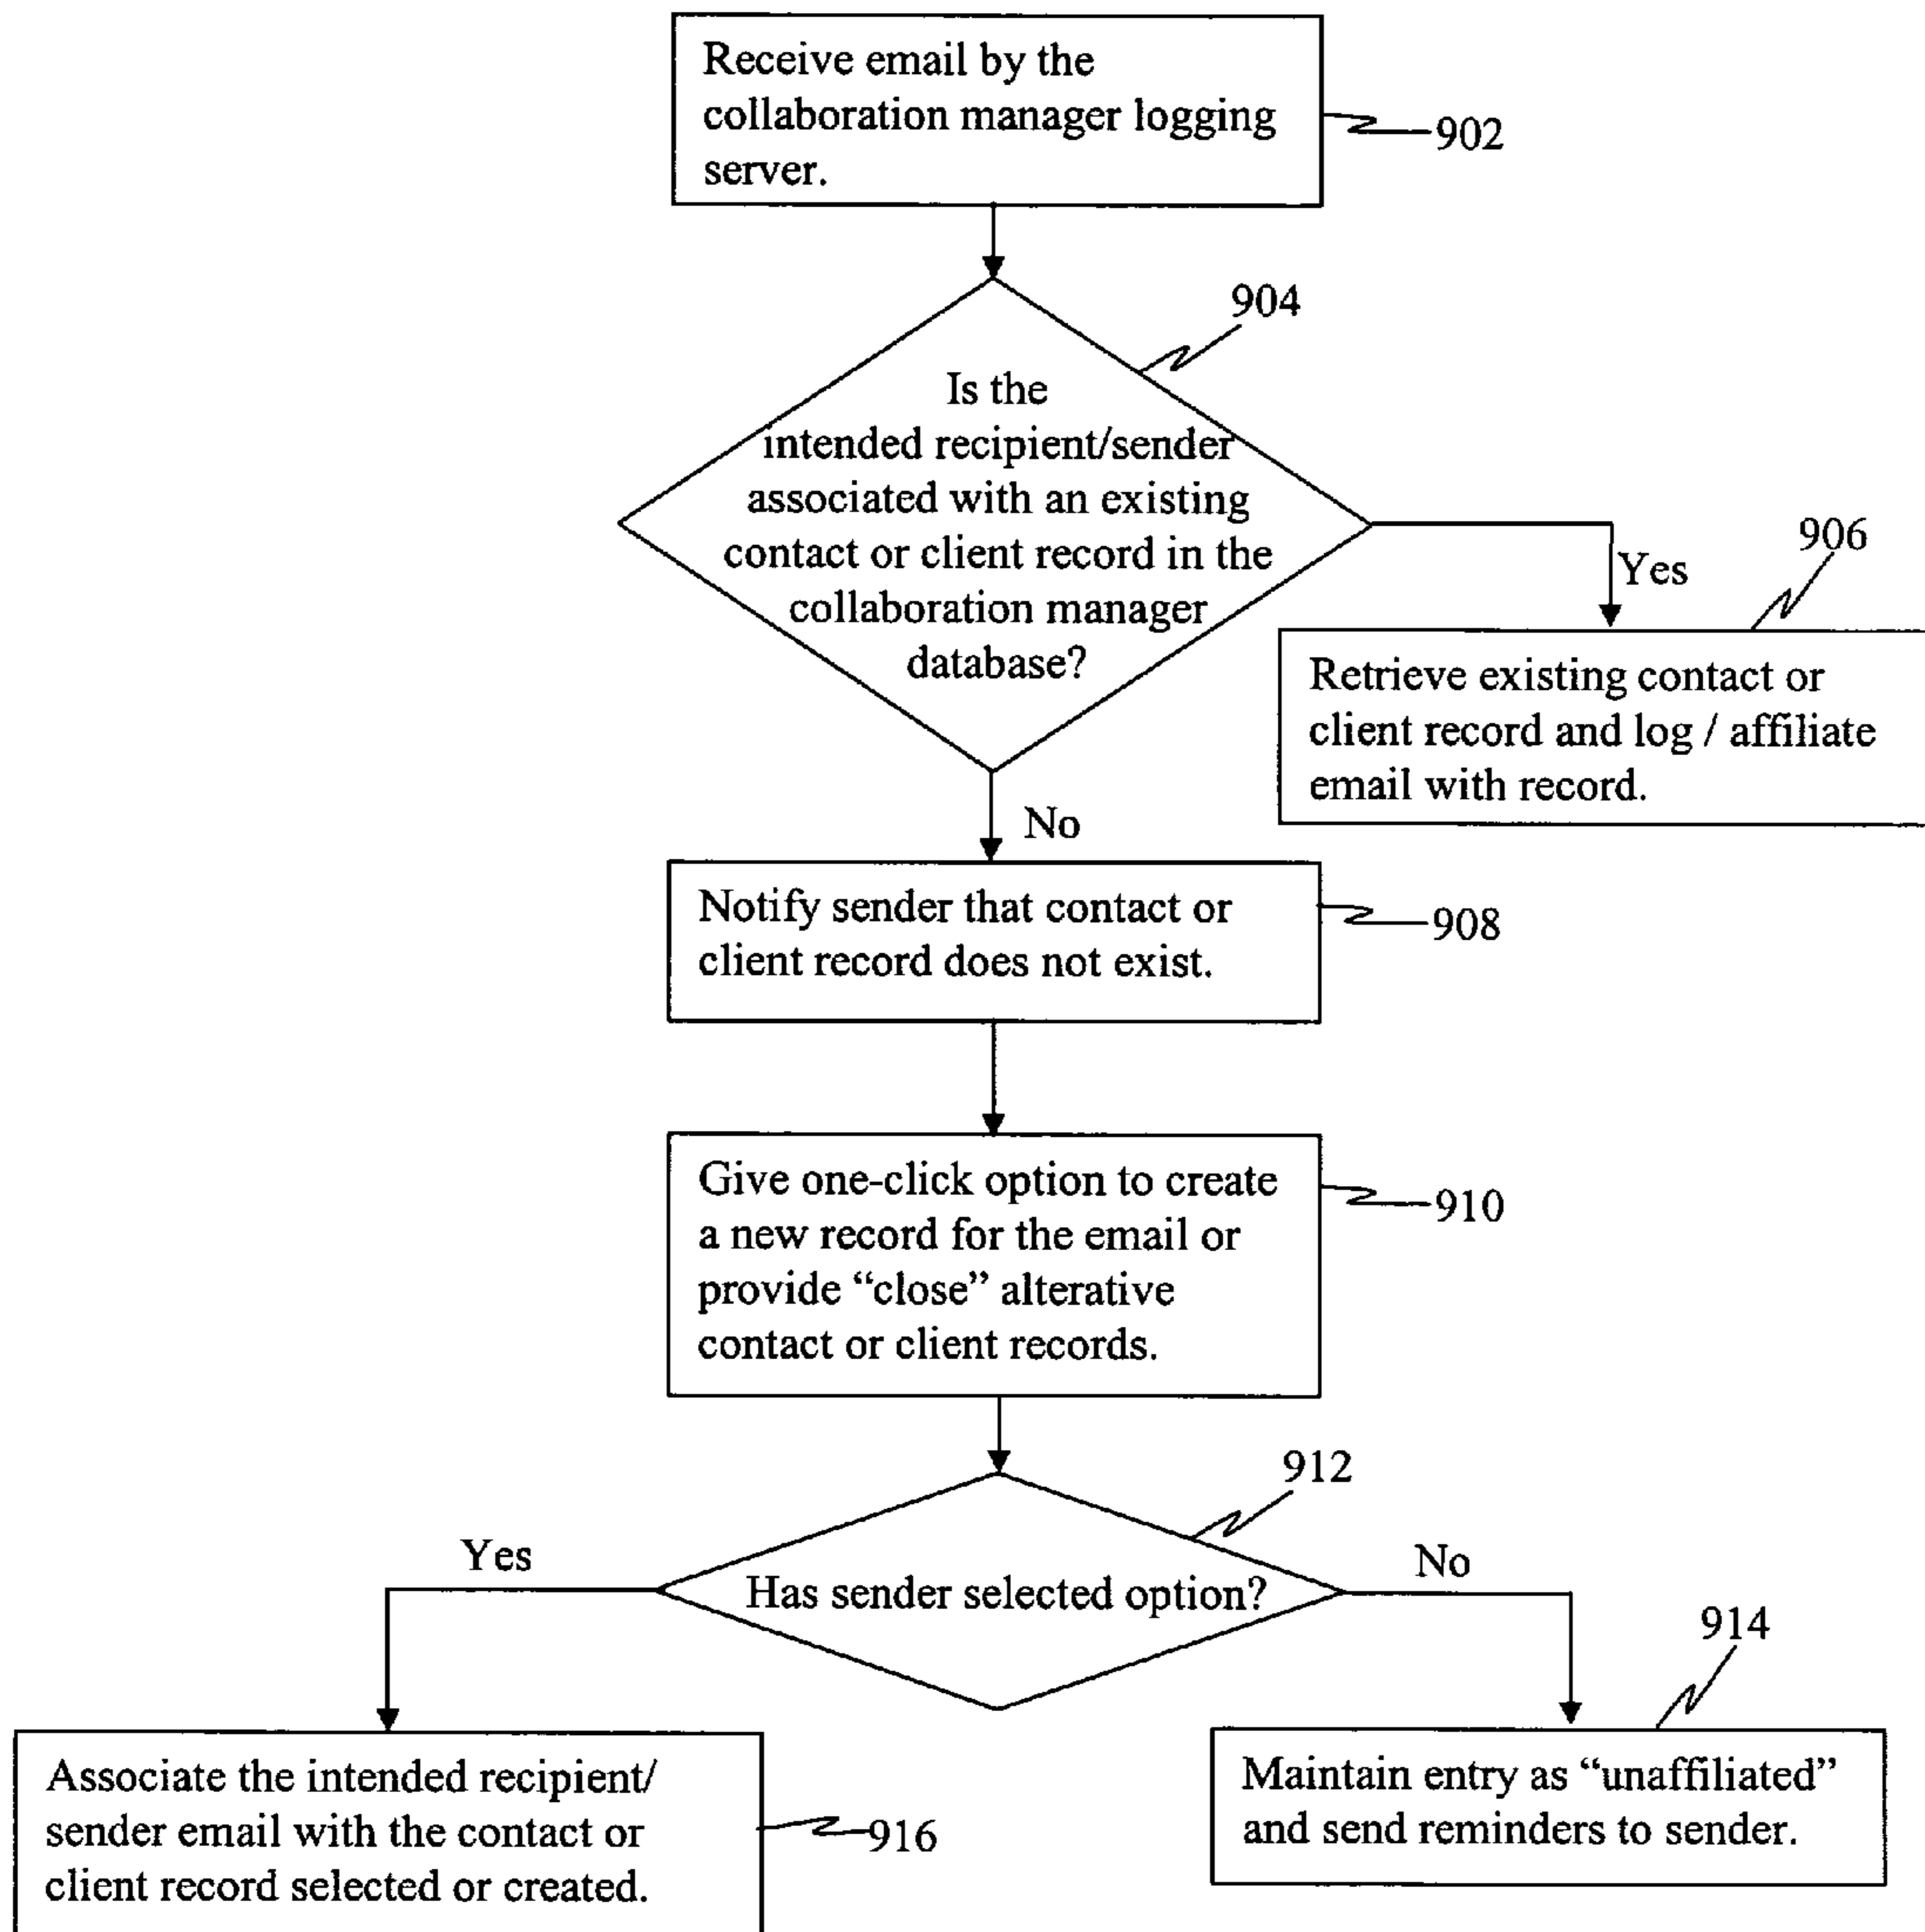 Receive email by the
collaboration manager logging
server.
902
904
Is the
intended recipient/sender
associated with an existing
contact or client record in the
collaboration manager
database?
Yes
906
Retrieve existing contact or
client record and log / affiliate
email with record.
No
Notify sender that contact or
client record does not exist.
908
Give one-click option to create
a new record for the email or
provide “close” alterative
contact or client records.
910
912
Yes
Has sender selected option?
No
914
Associate the intended recipient/
sender email with the contact or
client record selected or created.
916
Maintain entry as “unaffiliated”
and send reminders to sender.